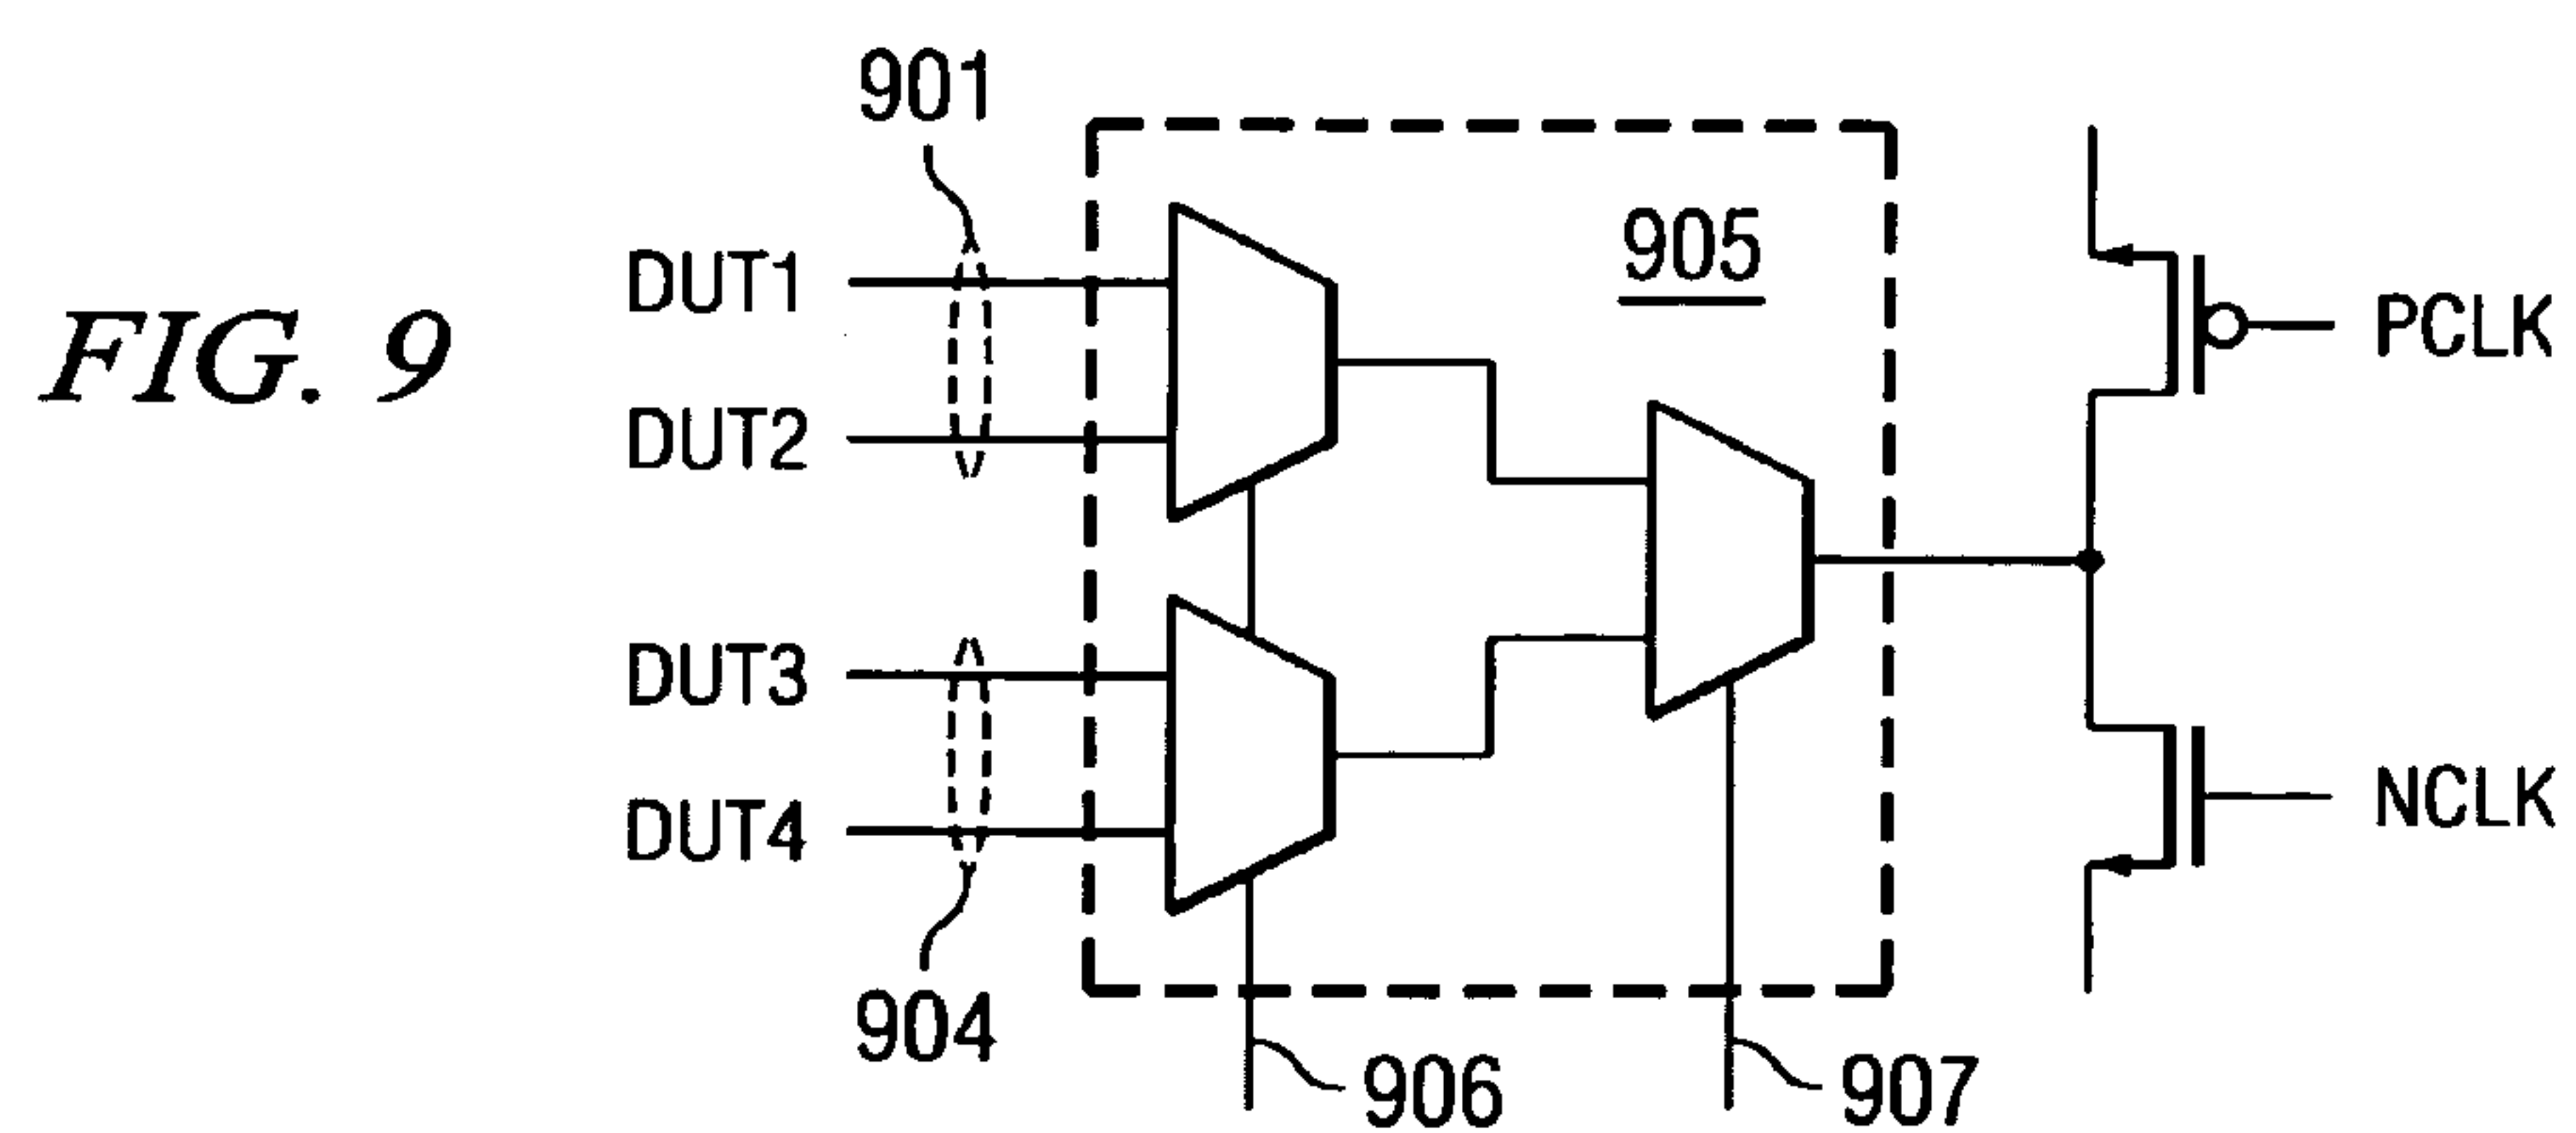 901
905
DUT1
PCLK
FIG. 9
DUT2
DUT3
NCLK
DUT4
904
906
907